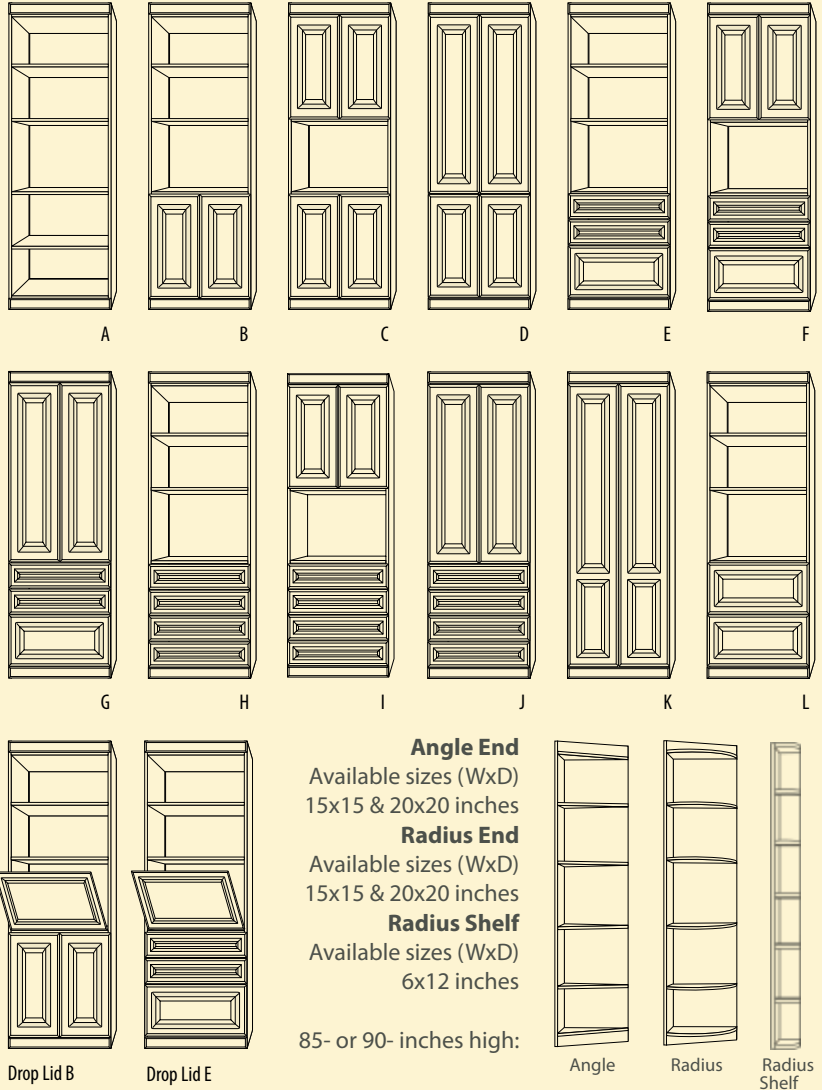 A
B
C
D
E
F
G
H
I
J
K
L
Angle End
Available sizes (WxD)
15x15 & 20x20 inches
Radius End
Available sizes (WxD)
15x15 & 20x20 inches
Radius Shelf
Available sizes (WxD)
6x12 inches
85- or 90- inches high:
Drop Lid B
Drop Lid E
Angle
Radius
Radius
Shelf